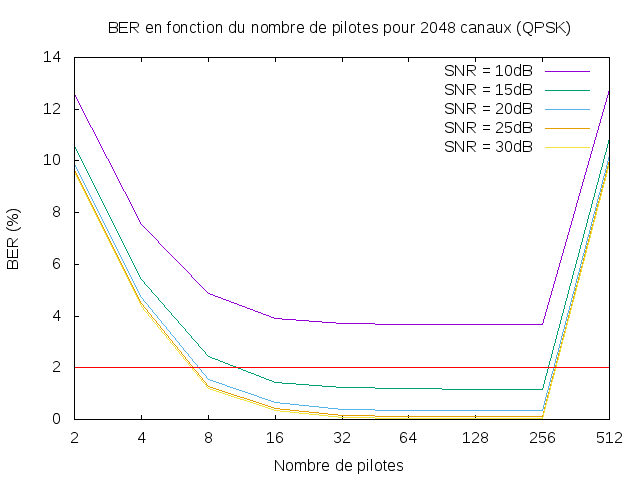 BER en fonction du nombre de pilotes pour 2048 canaux (QPSK)
14
12
10
8
6
4
2
0
BER (%)
SNR = 10dB
SNR = 15dB
SNR = 20dB
SNR = 25dB
SNR = 30dB
2 4 8 16 32 64 128 256 512
Nombre de pilotes